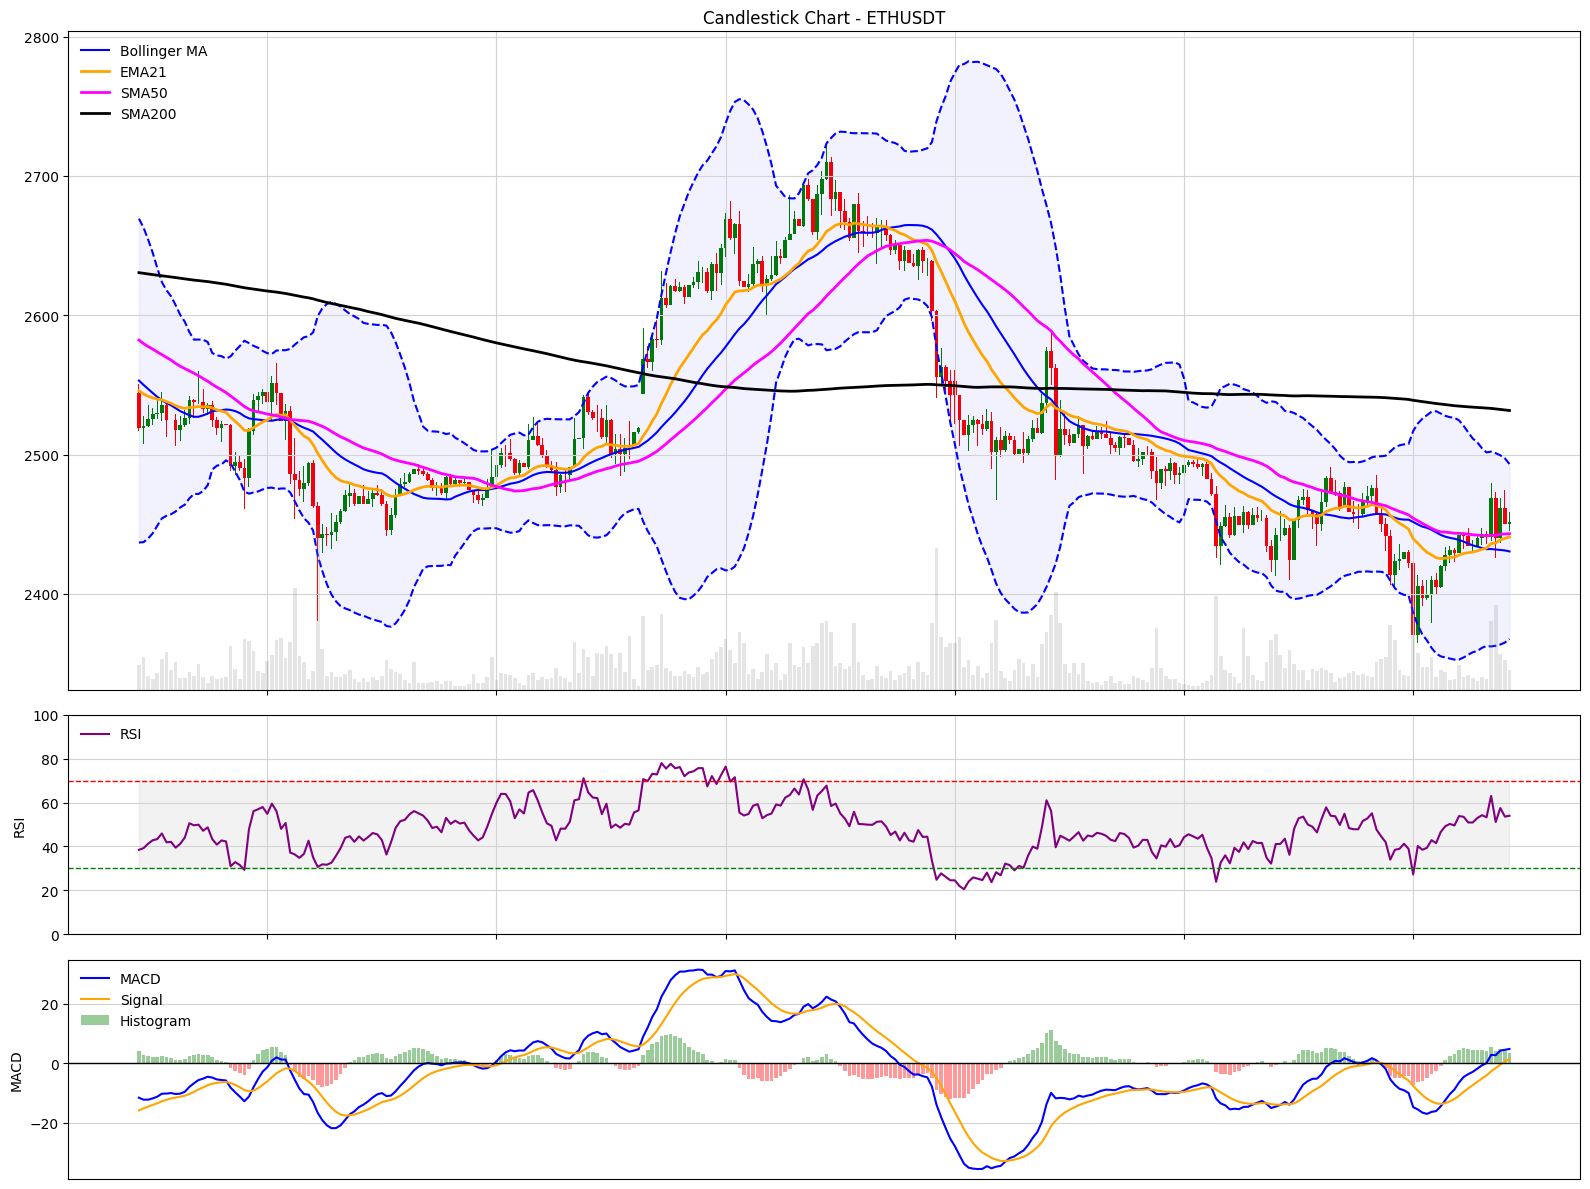 Candlestick Chart - ETHUSDT
2800
2700
2600
2500
2400
Bollinger MA
EMA21
SMA50
SMA200
RSI
100
80
60
40
20
0
RSI
MACD
20
0
−20
MACD
Signal
Histogram